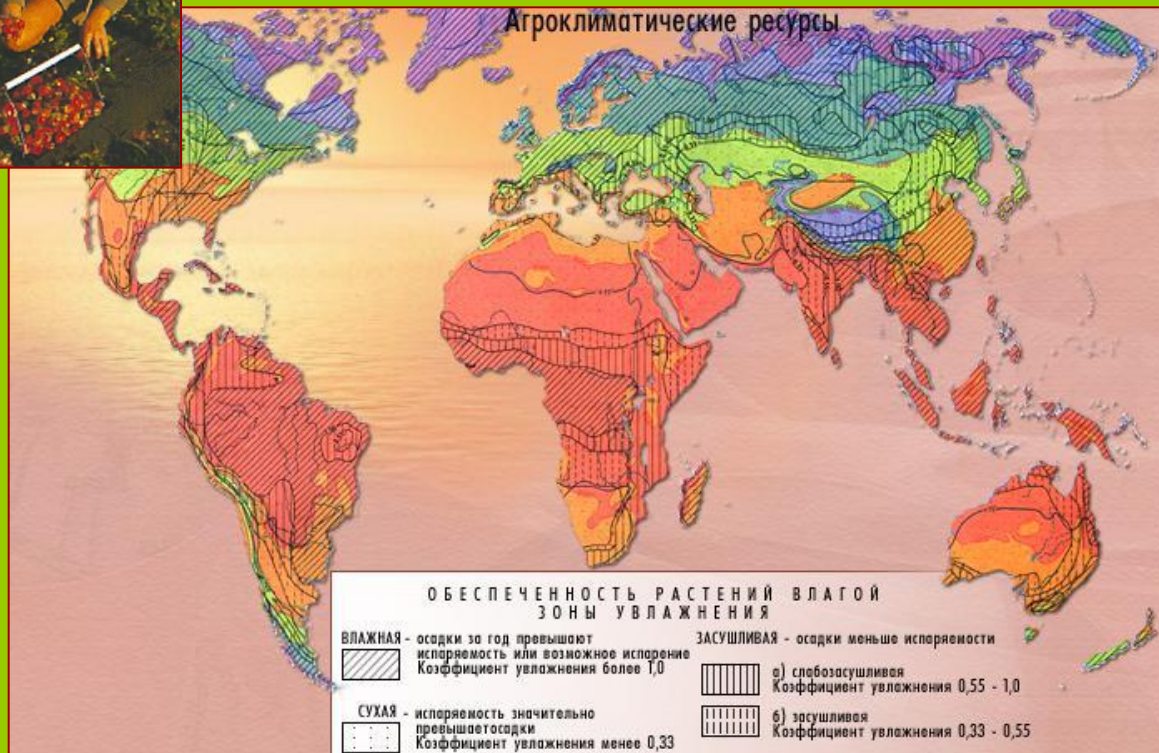 Агроклиматические ресурсы
ОБЕСПЕЧЕННОСТЬ РАСТЕНИЙ ВЛАГОЙ
ЗОНЫ УВЛАЖНЕНИЯ
ВЛАЖНАЯ - осадки за год превышают
испаряемость или возможное испарение
Коэффициент увлажнения более 1,0
СУХАЯ - испаряемость значительно
превышаетосадки
Коэффициент увлажнения менее 0,33
ЗАСУШЛИВАЯ - осадки меньше испаряемости
а) слабозасушливая
Коэффициент увлажнения 0,55 - 1,0
б) засушливая
Коэффициент увлажнения 0,33 - 0,55